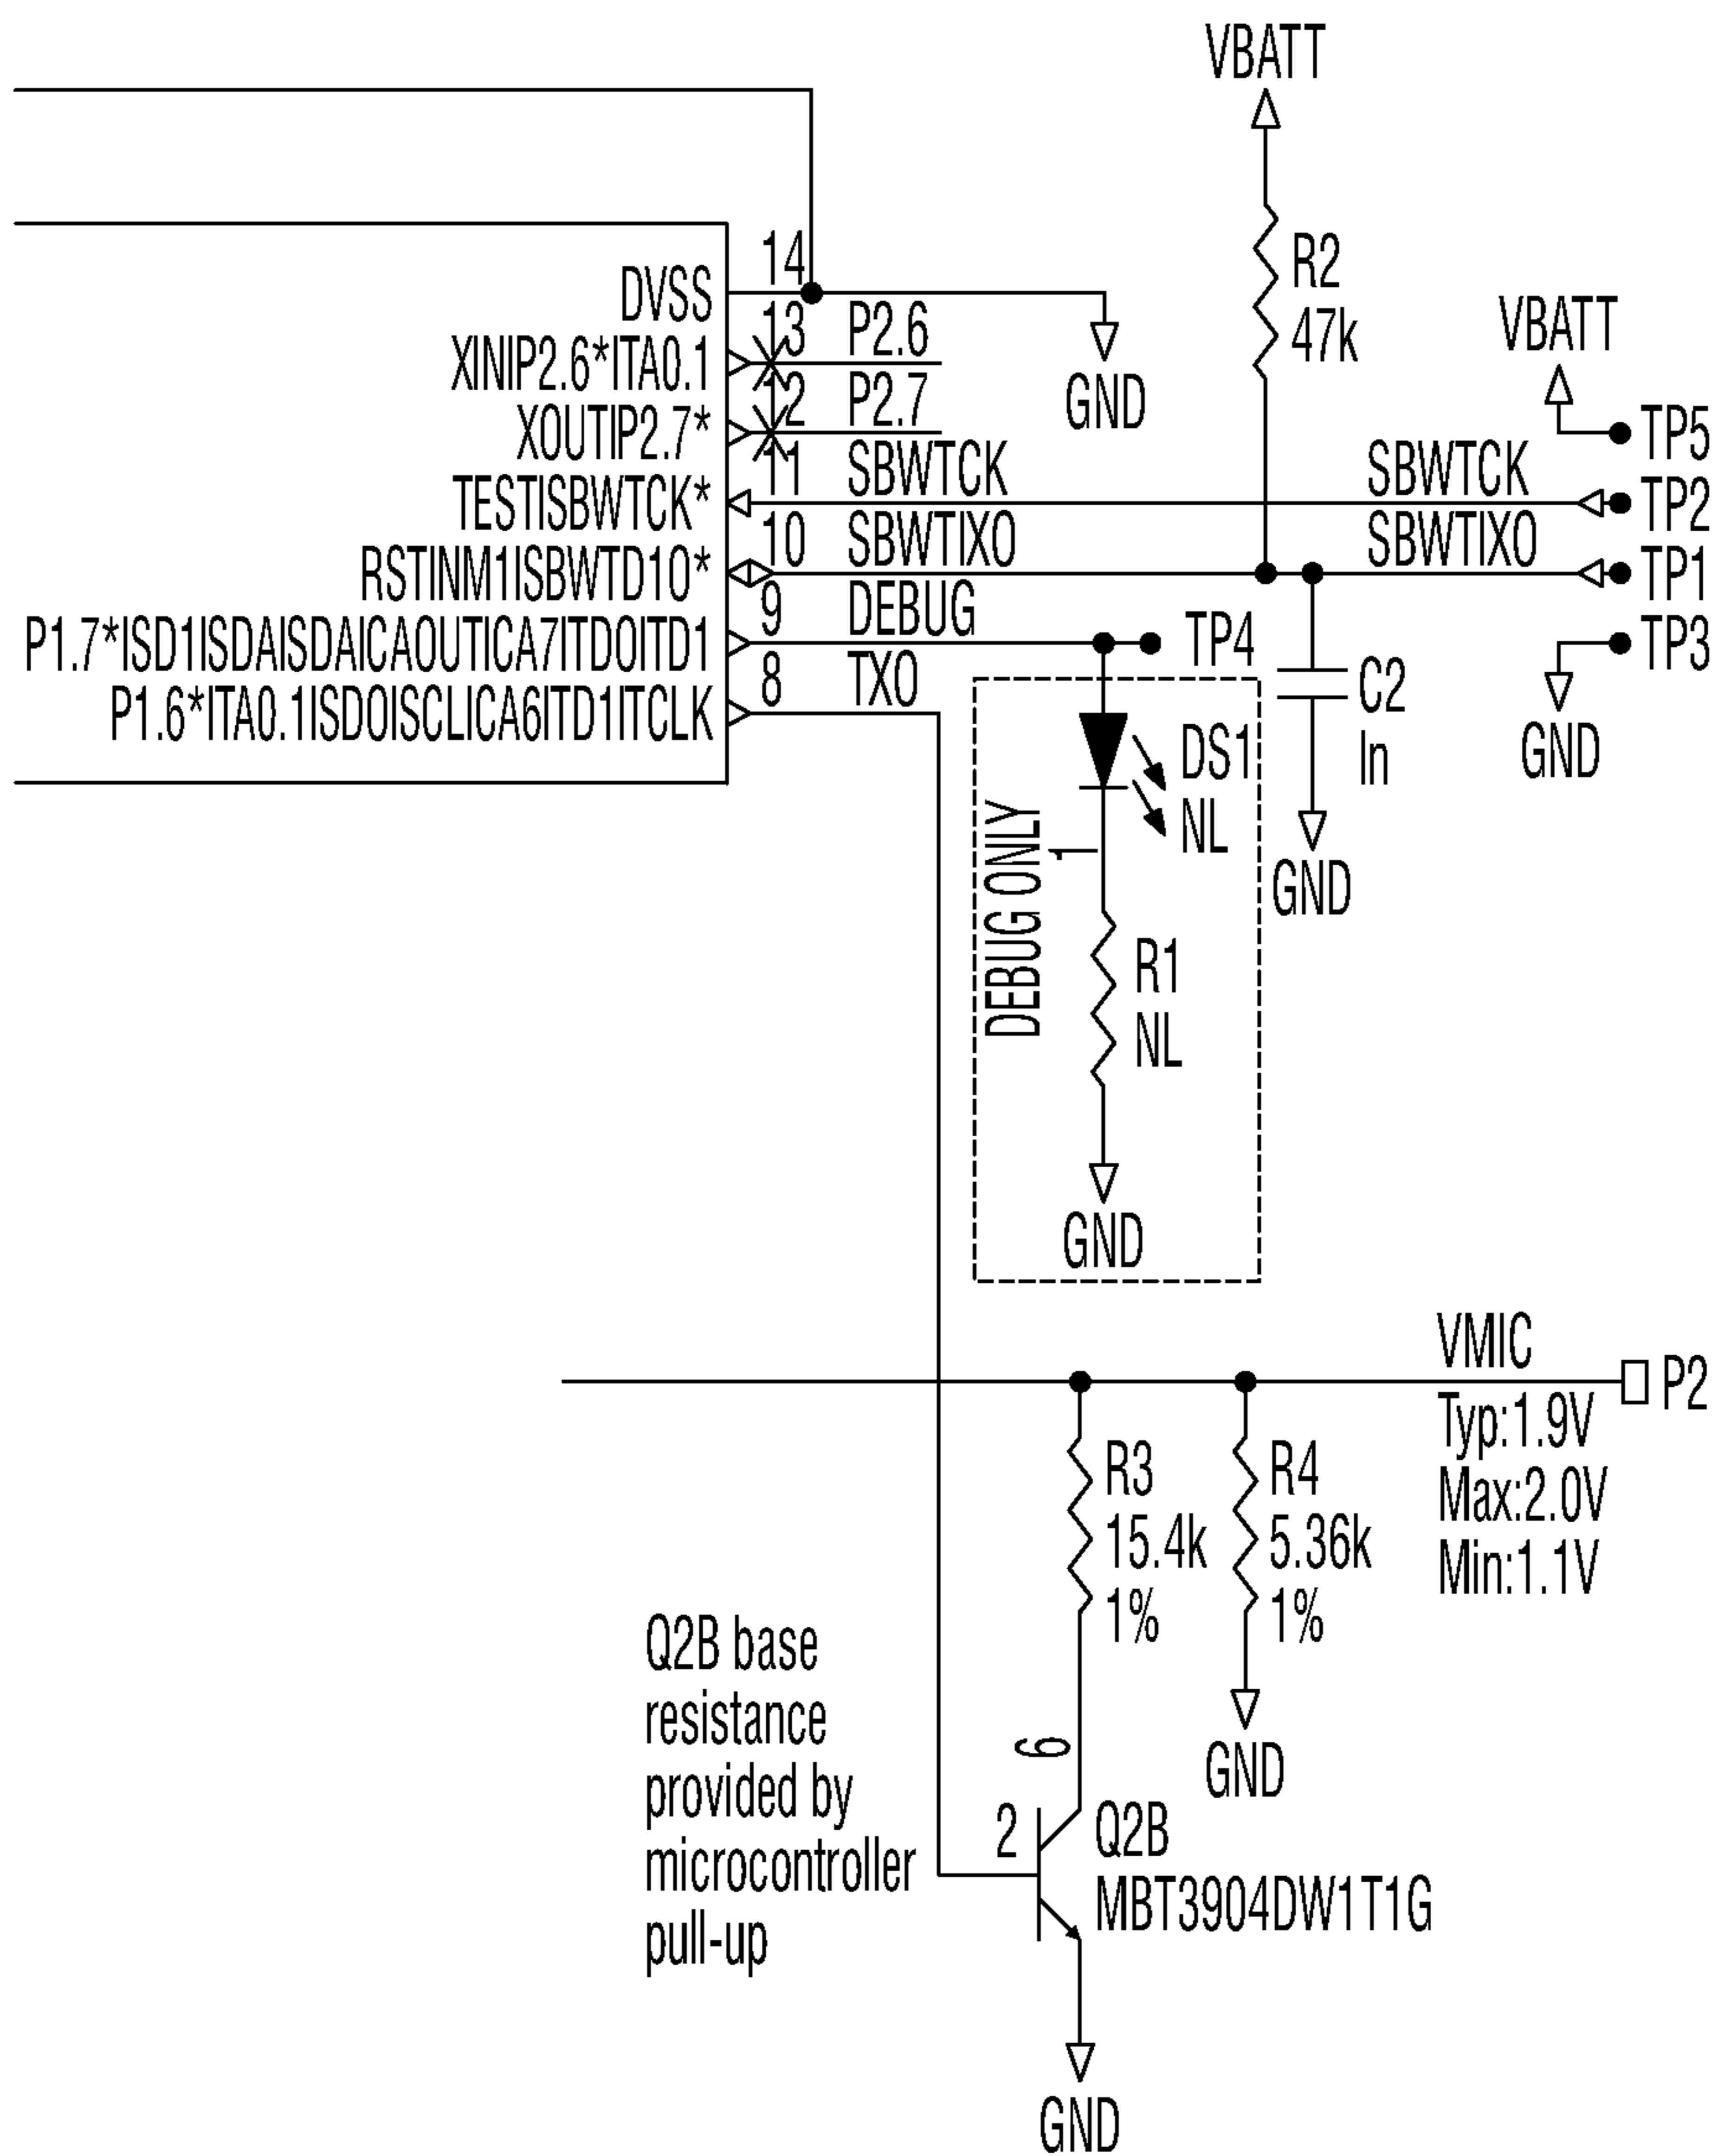 VBATT
R2
47k
VBATT
14
DVSS
13
P2.6
XINIP2.6*ITA0.1
GND
12
P2.7
XOUTIP2.7*
TP5
11
SBWTCK
SBWTCK
TESTISBWTCK*
TP2
10
SBWTIXO
SBWTIXO
RSTINM1ISBWTD1O*
TP1
9
DEBUG
P1.7*ISD1ISDAISDAICAOUTICA7ITDOITD1
TP4
TP3
8
TXO
P1.6*ITA0.1ISDOISCLICA6ITD1ITCLK
C2
In
GND
DS1
NL
GND
DEBUG ONLY
1
R1
NL
GND
VMIC
P2
Typ:1.9V
Max:2.0V
Min:1.1V
R3
15.4k
1%
R4
5.36k
1%
GND
Q2B base
resistance
provided by
microcontroller
pull-up
6
2
Q2B
MBT3904DW1T1G
GND